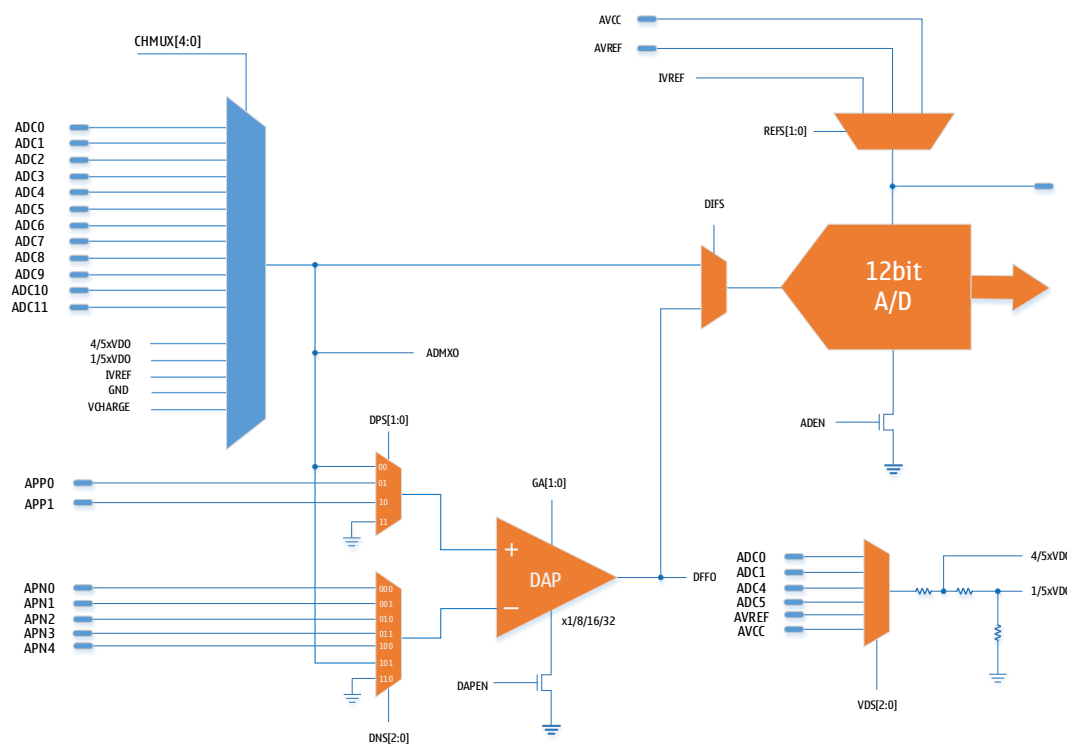 CHMUX[4:0]
ADC0
ADC1
ADC2
ADC3
ADC4
ADC5
ADC6
ADC7
ADC8
ADC9
ADC10
ADC11
4/5xVDO
1/5xVDO
IVREF
GND
VCHARGE
AVCC
AVREF
IVREF
REFS[1:0]
DIFS
12bit
A/D
ADMXO
ADEN
DPS[1:0]
00
01
10
11
APP0
APP1
GA[1:0]
+
DAP
−
x1/8/16/32
DFFO
DAPEN
APN0
APN1
APN2
APN3
APN4
000
001
010
011
100
101
110
DNS[2:0]
ADC0
ADC1
ADC4
ADC5
AVREF
AVCC
VDS[2:0]
4/5xVDO
1/5xVDO